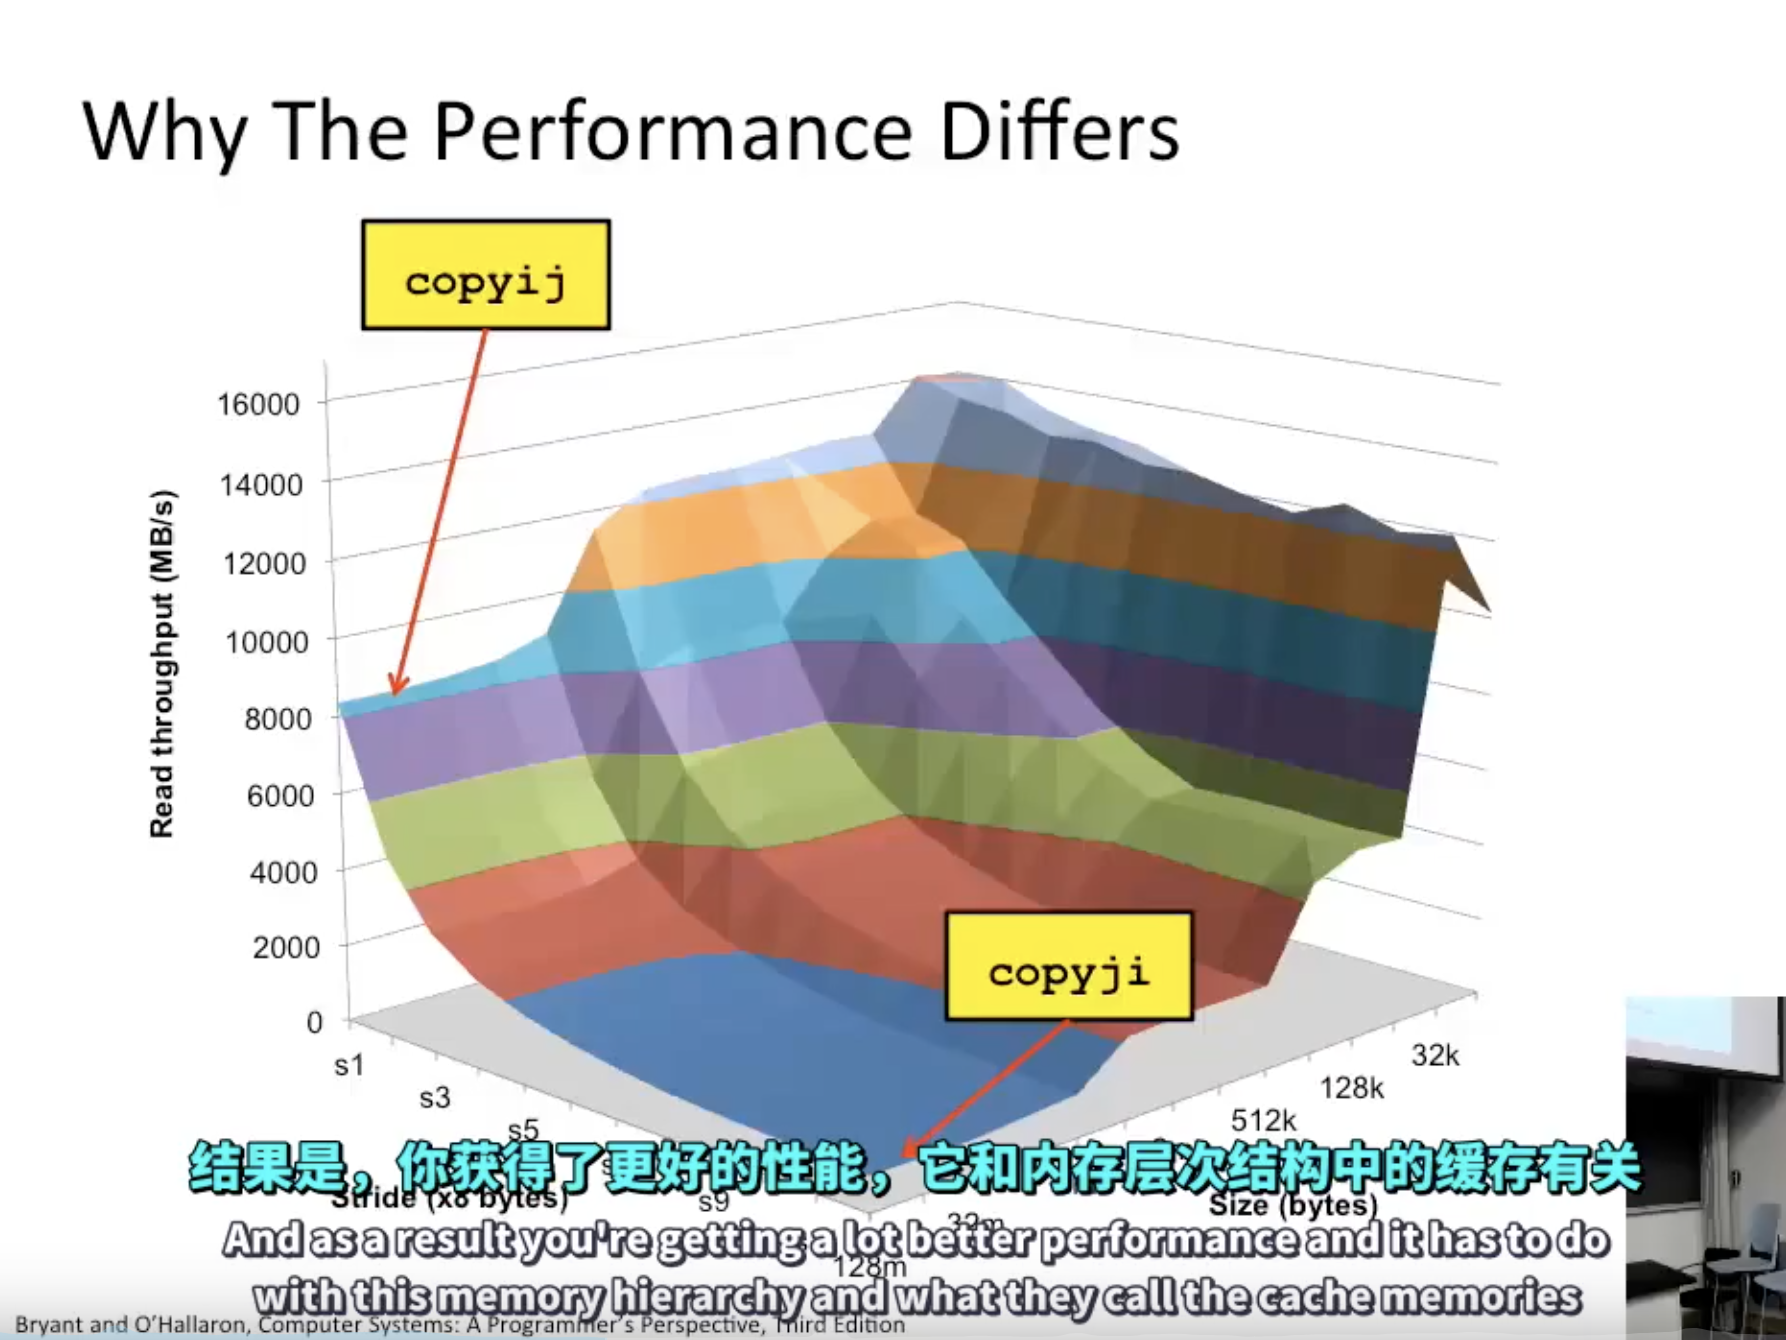 Why The Performance Differs
copyij
16000
14000
12000
10000
8000
6000
4000
2000
0
Read throughput (MB/s)
copyji
s1
s3
s5
s9
Stride (x8 bytes)
32k
128k
512k
32m
128m
Size (bytes)
结果是，你获得了更好的性能，它和内存层次结构中的缓存有关
And as a result you're getting a lot better performance and it has to do
with this memory hierarchy and what they call the cache memories
Bryant and O'Hallaron, Computer Systems: A Programmer's Perspective, Third Edition